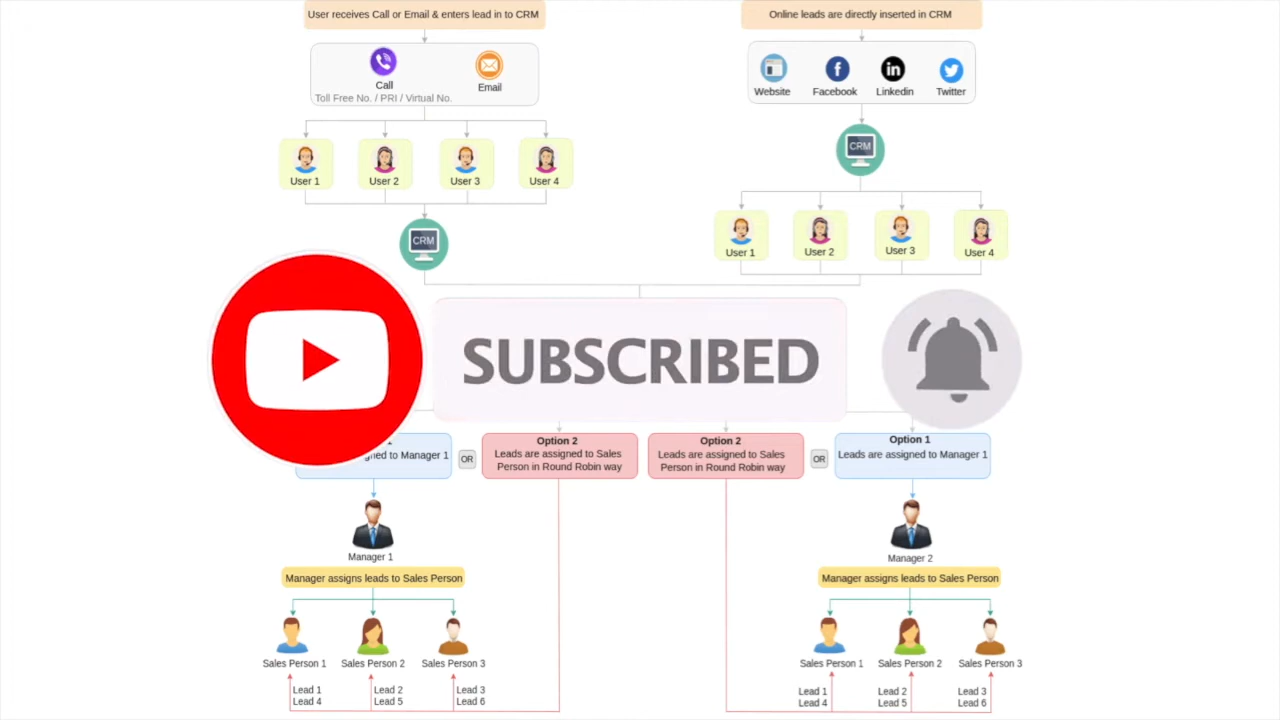 User receives Call or Email & enters lead in to CRM
Online leads are directly inserted in CRM
Call
Email
Toll Free No. / PRI / Virtual No.
Website
Facebook
Linkedin
Twitter
CRM
User 1
User 2
User 3
User 4
User 1
User 2
User 3
User 4
CRM
SUBSCRIBED
to Manager 1
Option 2
Leads are assigned to Sales
Person in Round Robin way
OR
Option 2
Leads are assigned to Sales
Person in Round Robin way
OR
Option 1
Leads are assigned to Manager 1
Manager 1
Manager 2
Manager assigns leads to Sales Person
Manager assigns leads to Sales Person
Sales Person 1
Sales Person 2
Sales Person 3
Sales Person 1
Sales Person 2
Sales Person 3
Lead 1
Lead 4
Lead 2
Lead 5
Lead 3
Lead 6
Lead 1
Lead 4
Lead 2
Lead 5
Lead 3
Lead 6